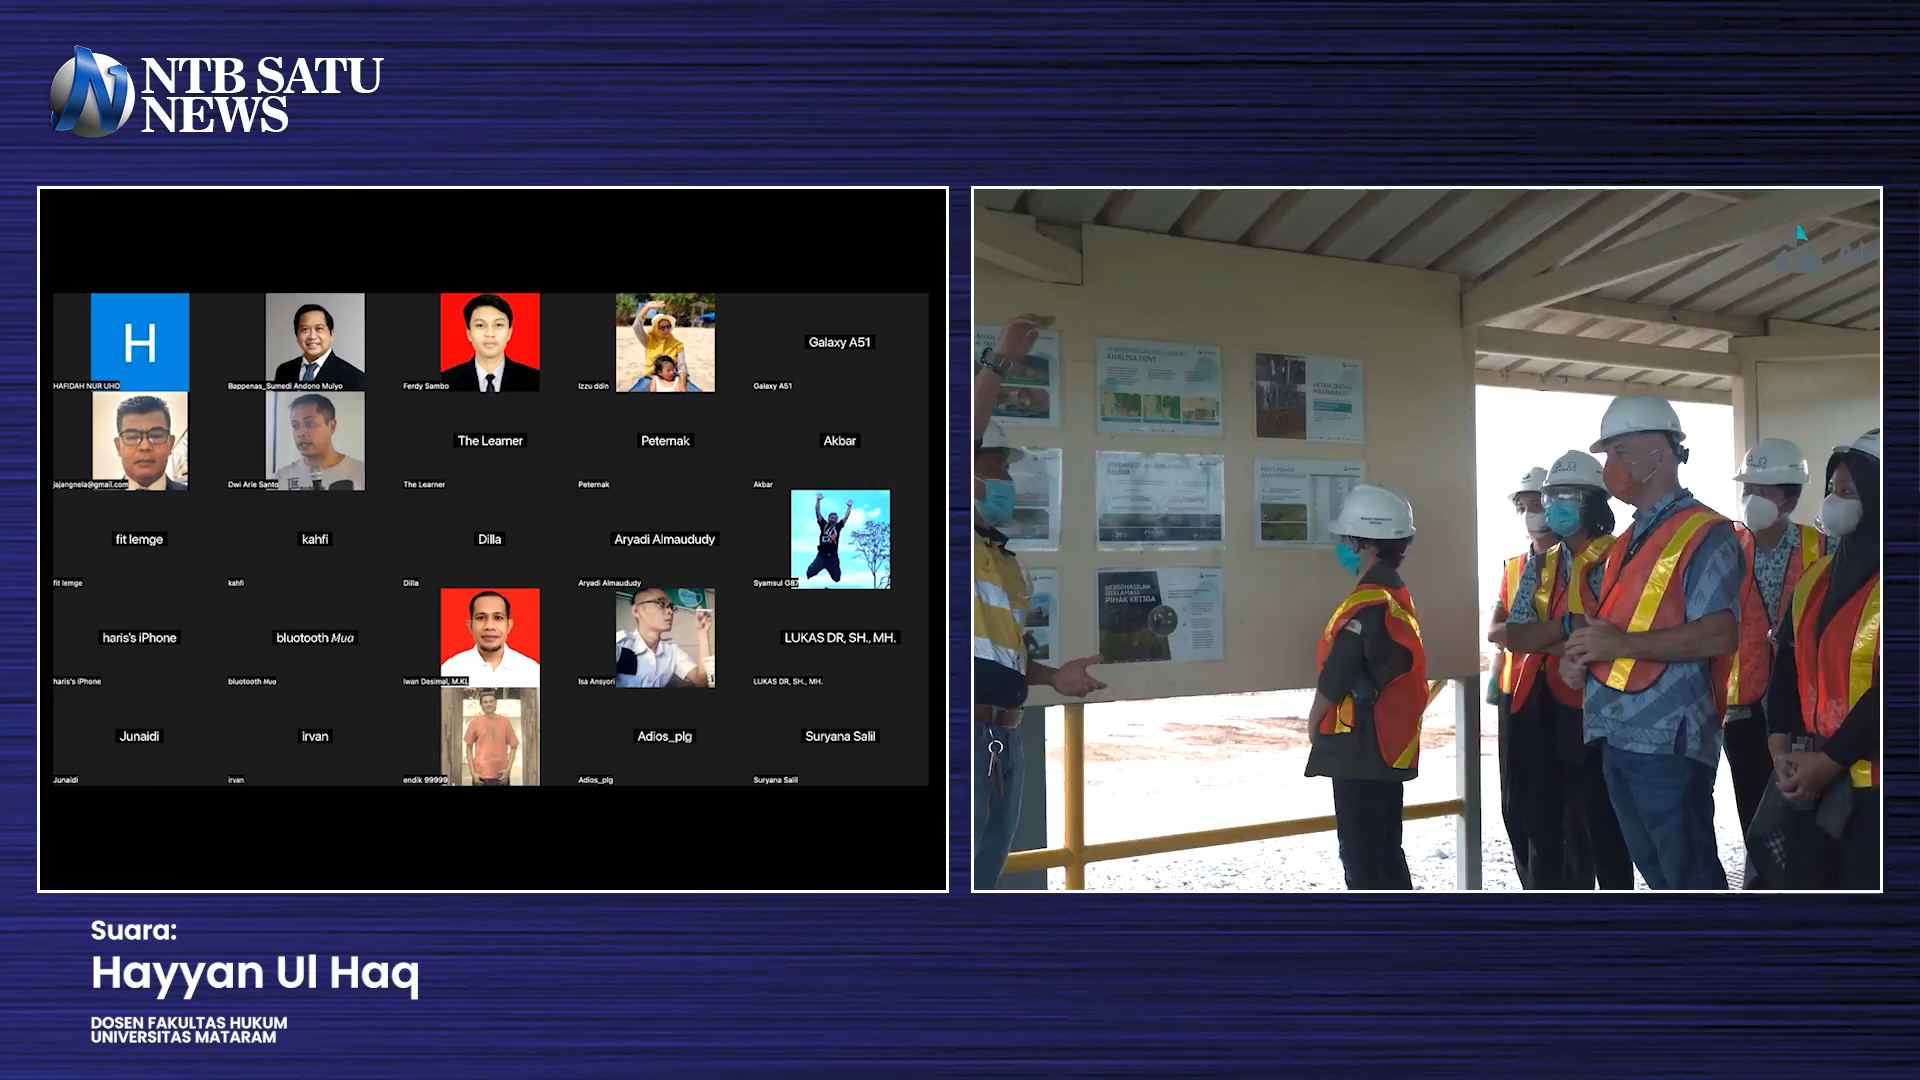 NTB SATU
NEWS
H
Galaxy A51
HAFIDAH NUR UHO
Bappenas_Sumedi Andono Mulyo
Ferdy Sambo
Izzu ddin
Galaxy A51
The Learner
Peternak
Akbar
jajangnela@gmail.com
Dwi Arie Santo
The Learner
Peternak
Akbar
fit lemge
kahfi
Dilla
Aryadi Almaududy
fit lemge
kahfi
Dilla
Aryadi Almaududy
Syamsul G87
haris's iPhone
bluotooth Mua
LUKAS DR, SH., MH.
haris's iPhone
bluotooth Mua
Iwan Desimal, M.KL
Isa Ansyori
LUKAS DR, SH., MH.
Junaidi
irvan
Adios_plg
Suryana Salil
Junaidi
irvan
endik 99999
Adios_plg
Suryana Salil
ANALISA NDVI
FAUNA
KEBERHASILAN
REKLAMASI
PIHAK KETIGA
Suara:
Hayyan Ul Haq
DOSEN FAKULTAS HUKUM
UNIVERSITAS MATARAM